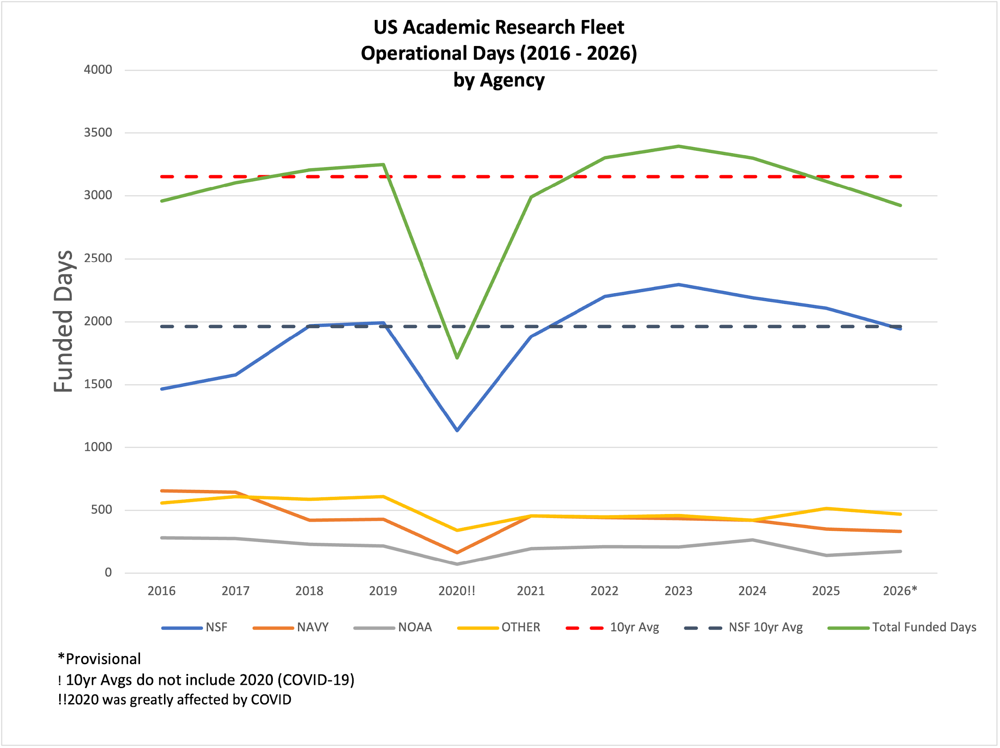 US Academic Research Fleet
Operational Days (2016 - 2026)
by Agency
4000
3500
3000
2500
2000
1500
1000
500
0
Funded Days
2016 2017 2018 2019 2020!! 2021 2022 2023 2024 2025 2026*
NSF NAVY NOAA OTHER 10yr Avg NSF 10yr Avg Total Funded Days
*Provisional
! 10yr Avgs do not include 2020 (COVID-19)
!!2020 was greatly affected by COVID